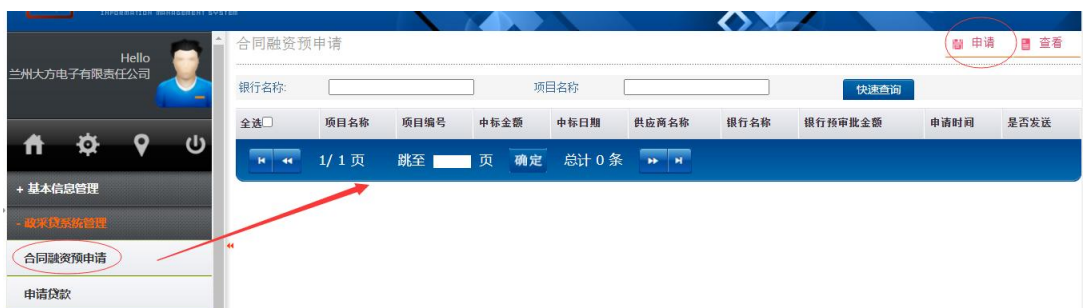 INFORMATION MANAGEMENT SYSTEM
Hello
兰州大方电子有限责任公司
合同融资预申请
申请
查看
银行名称:
项目名称
快速查询
全选 项目名称 项目编号 中标金额 中标日期 供应商名称 银行名称 银行预审批金额 申请时间 是否发送
1/ 1 页 跳至 页 确定 总计 0 条
+ 基本信息管理
- 政采贷系统管理
合同融资预申请
申请贷款